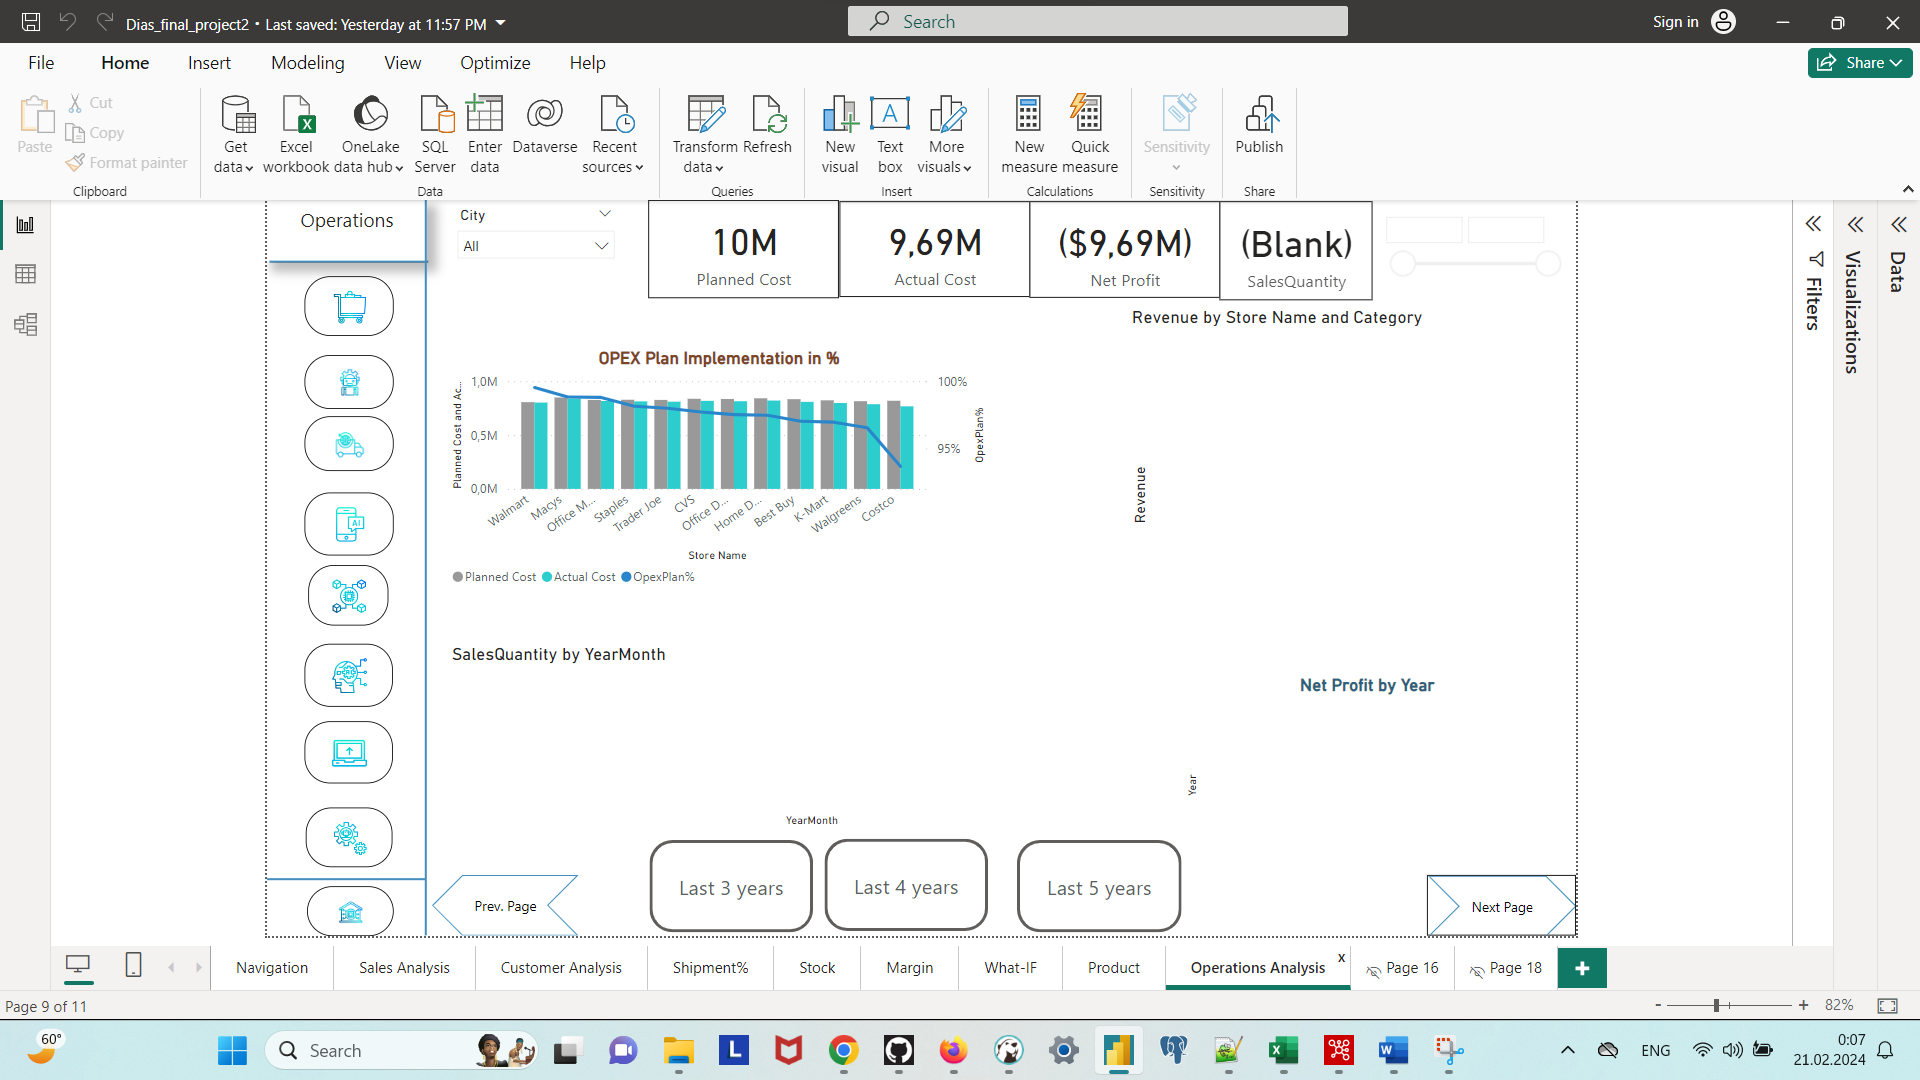 Dias_final_project2 • Last saved: Yesterday at 11:57 PM
Search
Sign in
File Home Insert Modeling View Optimize Help
Share
Paste
Cut
Copy
Format painter
Clipboard
Get data
Excel workbook
OneLake data hub
SQL Server
Enter data
Dataverse
Recent sources
Data
Transform data
Refresh
Queries
New visual
Text box
More visuals
Insert
New measure
Quick measure
Calculations
Sensitivity
Sensitivity
Publish
Share
Operations
City
All
10M
Planned Cost
9,69M
Actual Cost
($9,69M)
Net Profit
(Blank)
SalesQuantity
Filters
Visualizations
Data
Revenue by Store Name and Category
Revenue
OPEX Plan Implementation in %
Planned Cost and Ac...
1,0M
0,5M
0,0M
100%
95%
OpexPlan%
Walmart
Macys
Office M...
Staples
Trader Joe
CVS
Office D...
Home D...
Best Buy
K-Mart
Walgreens
Costco
Store Name
Planned Cost Actual Cost OpexPlan%
SalesQuantity by YearMonth
YearMonth
Net Profit by Year
Year
Prev. Page
Last 3 years
Last 4 years
Last 5 years
Next Page
Navigation Sales Analysis Customer Analysis Shipment% Stock Margin What-IF Product Operations Analysis x Page 16 Page 18 +
Page 9 of 11
- + 82%
60°
Search
AI
X
L
W
ENG
0:07
21.02.2024